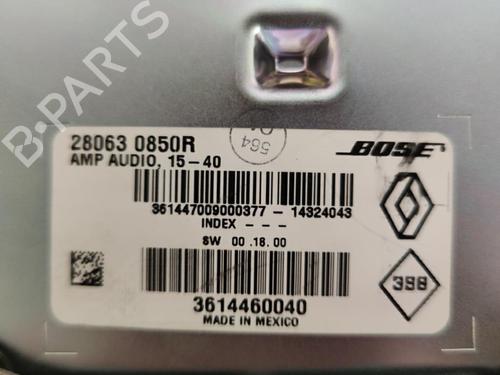 B-PARTS
564
28063 0850R
BOSE
AMP AUDIO, 15-40
361447009000377 - 14324043
INDEX - - -
SW 00.18.00
398
3614460040
MADE IN MEXICO